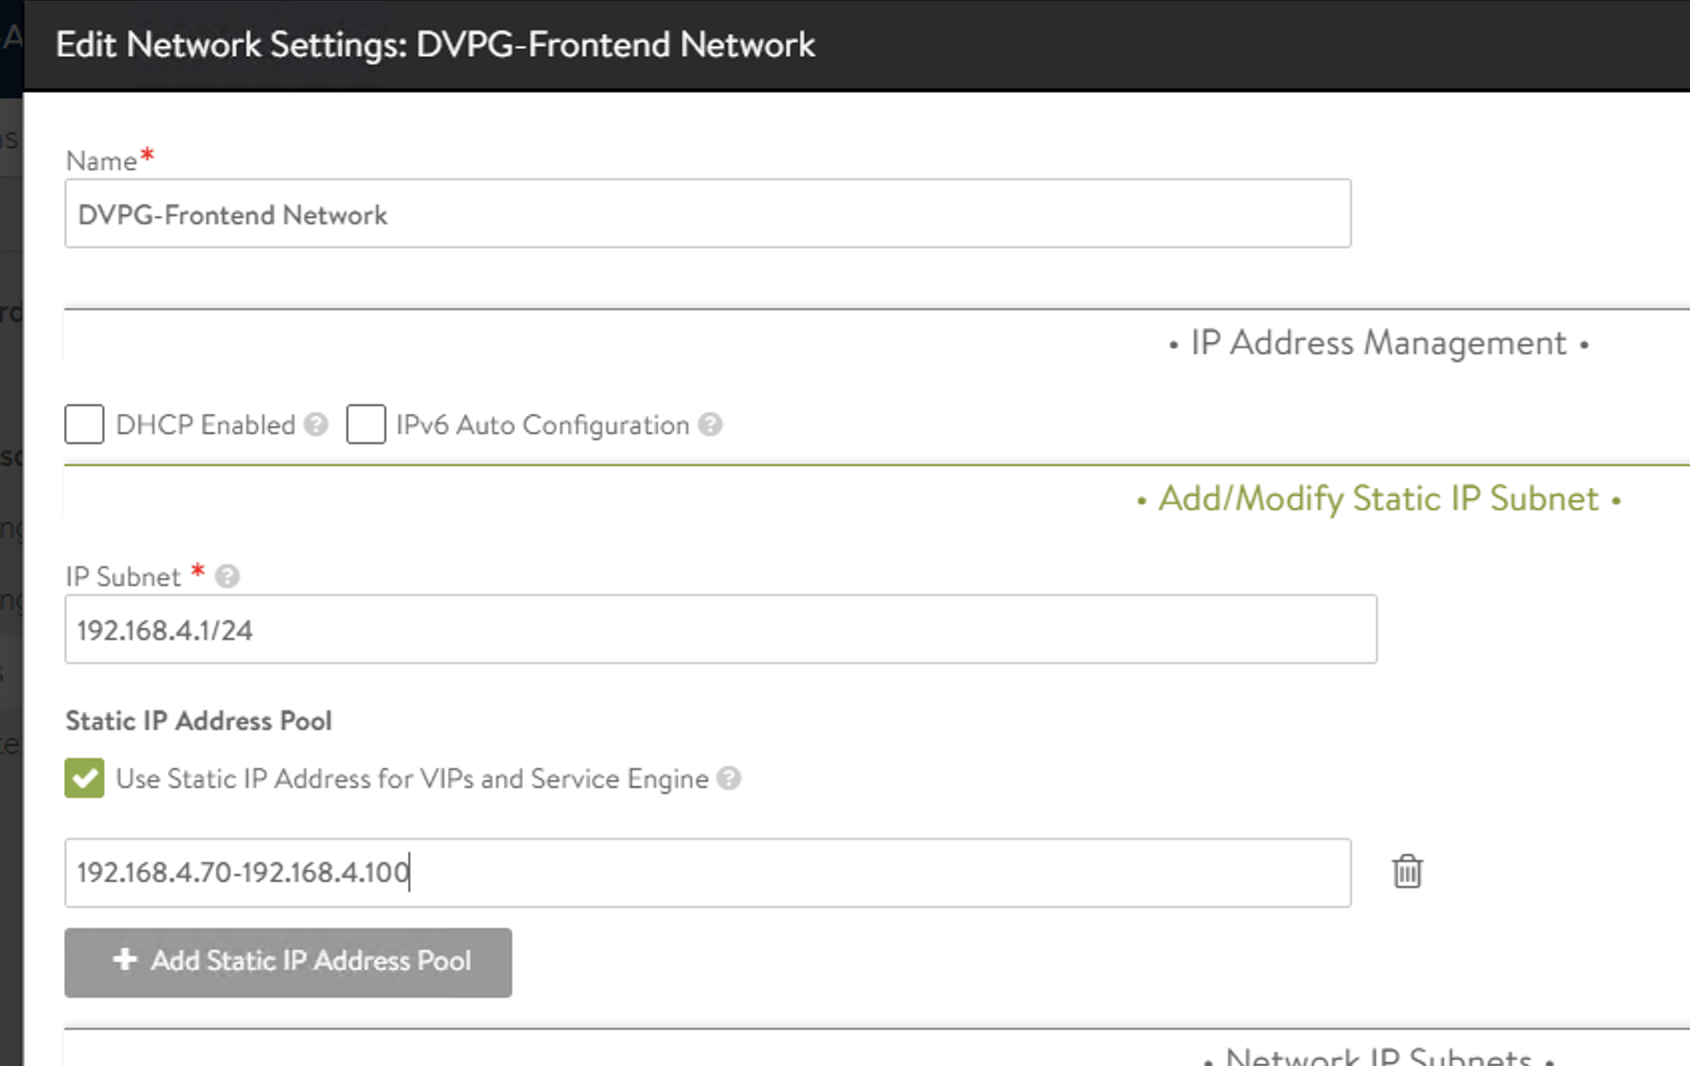 Edit Network Settings: DVPG-Frontend Network
Name*
DVPG-Frontend Network
• IP Address Management •
DHCP Enabled ? IPv6 Auto Configuration ?
• Add/Modify Static IP Subnet •
IP Subnet * ?
192.168.4.1/24
Static IP Address Pool
Use Static IP Address for VIPs and Service Engine ?
192.168.4.70-192.168.4.100
+ Add Static IP Address Pool
• Network IP Subnets •